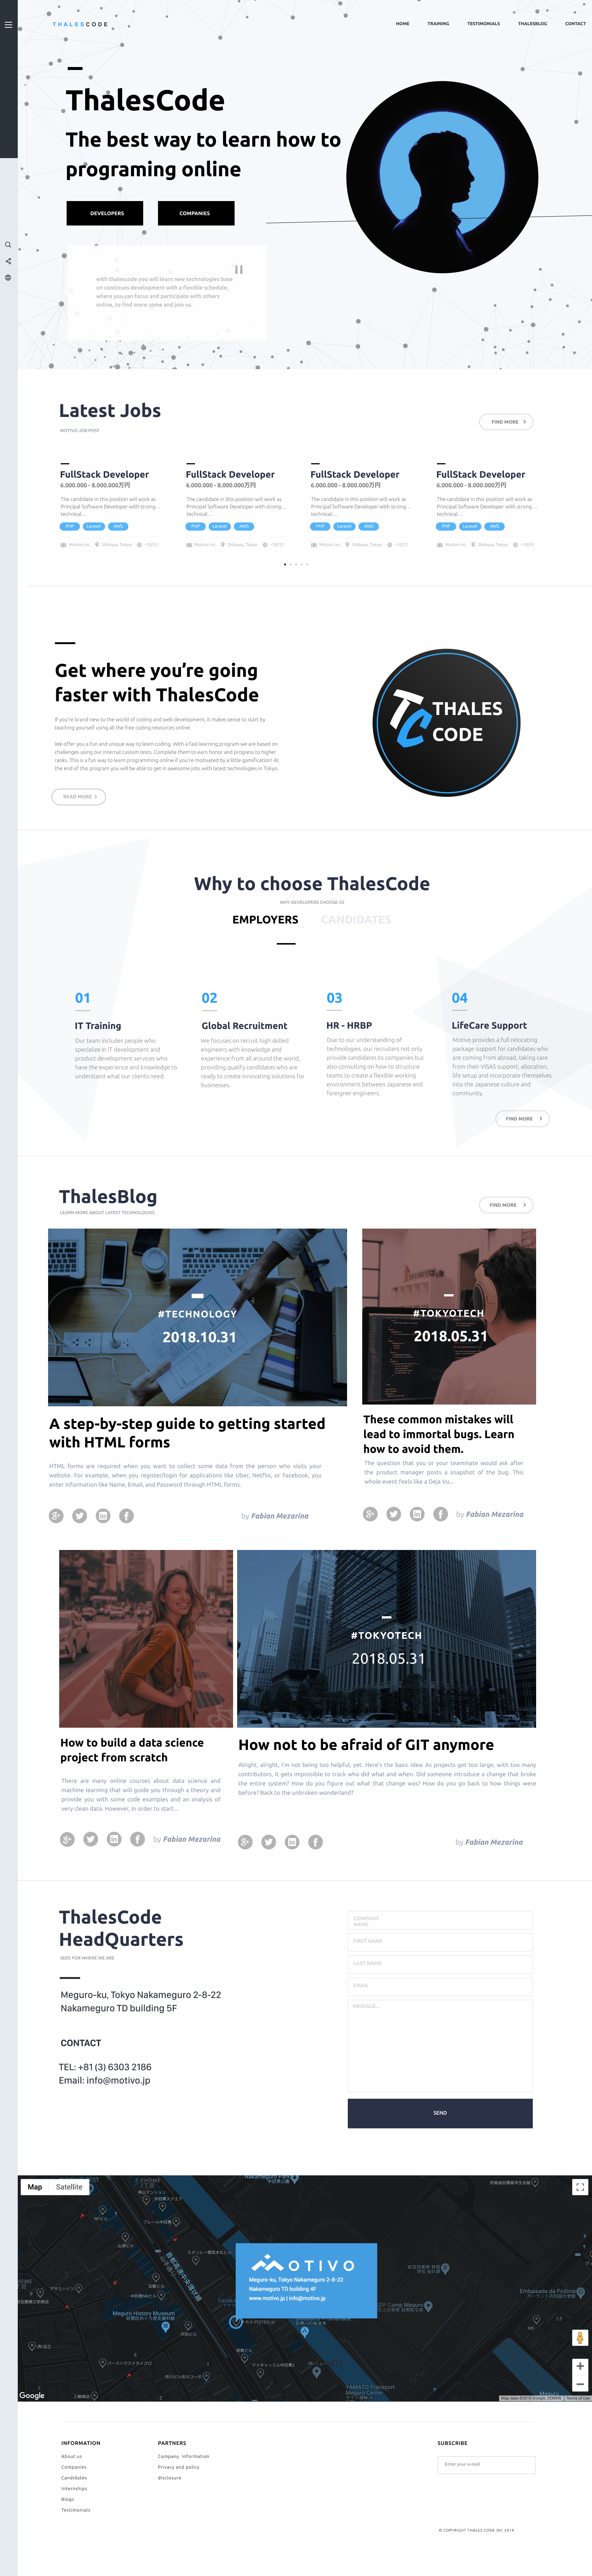 THALESCODE
HOME
TRAINING
TESTIMONIALS
THALESBLOG
CONTACT
ThalesCode
The best way to learn how to
programing online
DEVELOPERS
COMPANIES
with thalescode you will learn new technologies base
on continues development with a flexible schedule,
where you can focus and participate with others
online, to find more come and join us.
Latest Jobs
MOTIVO JOB POST
FIND MORE
FullStack Developer
6.000.000 - 8.000.000万円
The candidate in this position will work as
Principal Software Developer with strong...
technical...
PHP
Laravel
AWS
Motivo Inc.
Shibuya, Tokyo
~10/31
FullStack Developer
6.000.000 - 8.000.000万円
The candidate in this position will work as
Principal Software Developer with strong...
technical...
PHP
Laravel
AWS
Motivo Inc.
Shibuya, Tokyo
~10/31
FullStack Developer
6.000.000 - 8.000.000万円
The candidate in this position will work as
Principal Software Developer with strong...
technical...
PHP
Laravel
AWS
Motivo Inc.
Shibuya, Tokyo
~10/31
FullStack Developer
6.000.000 - 8.000.000万円
The candidate in this position will work as
Principal Software Developer with strong...
technical...
PHP
Laravel
AWS
Motivo Inc.
Shibuya, Tokyo
~10/31
Get where you're going
faster with ThalesCode
If you're brand new to the world of coding and web development, it makes sense to start by
teaching yourself using all the free coding resources online.
We offer you a fun and unique way to learn coding. With a fast learning program we are based on
challenges using our internal custom tests. Complete them to earn honor and progress to higher
ranks. This is a fun way to learn programming online if you're motivated by a little gamification! At
the end of this program you will be able to get in awesome jobs with latest technologies in Tokyo.
READ MORE
TC THALES
CODE
Why to choose ThalesCode
WHY DEVELOPERS CHOOSE US
EMPLOYERS
CANDIDATES
01
IT Training
Our team includes people who
specialize in IT development and
product development services who
have the experience and knowledge to
understand what our clients need.
02
Global Recruitment
We focuses on recruit high skilled
engineers with knowledge and
experience from all around the world,
providing qualify candidates who are
ready to create innovating solutions for
businesses.
03
HR - HRBP
Due to our understanding of
technologies, our recruiters not only
provide candidates to companies but
also consulting on how to structure
teams to create a flexible working
environment between Japanese and
foreigner engineers.
04
LifeCare Support
Motivo provides a full relocating
package support for candidates who
are coming from abroad, taking care
from their VISAS support, allocation,
life setup and Incorporate themselves
into the Japanese culture and
community.
FIND MORE
ThalesBlog
LEARN MORE ABOUT LATEST TECHNOLOGIES
FIND MORE
#TECHNOLOGY
2018.10.31
A step-by-step guide to getting started
with HTML forms
HTML forms are required when you want to collect some data from the person who visits your
website. For example, when you register/login for applications like Uber, Netflix, or Facebook, you
enter information like Name, Email, and Password through HTML forms.
by Fabian Mezarina
#TOKYOTECH
2018.05.31
These common mistakes will
lead to immortal bugs. Learn
how to avoid them.
The question that you or your teammate would ask after
the product manager posts a snapshot of the bug. This
whole event feels like a Deja Vu...
by Fabian Mezarina
How to build a data science
project from scratch
There are many online courses about data science and
machine learning that will guide you through a theory and
provide you with some code examples and an analysis of
very clean data. However, in order to start...
by Fabian Mezarina
#TOKYOTECH
2018.05.31
How not to be afraid of GIT anymore
Alright, alright, I'm not being too helpful, yet. Here's the basic idea: As projects get too large, with too many
contributors, it gets impossible to track who did what and when. Did someone introduce a change that broke
the entire system? How do you figure out what that change was? How do you go back to how things were
before? Back to the unbroken wonderland?
by Fabian Mezarina
ThalesCode
HeadQuarters
SEEK FOR WHERE WE ARE
Meguro-ku, Tokyo Nakameguro 2-8-22
Nakameguro TD building 5F
CONTACT
TEL: +81 (3) 6303 2186
Email: info@motivo.jp
COMPANY
NAME
FIRST NAME
LAST NAME
EMAIL
MESSAGE...
SEND
Map
Satellite
MOTIVO
Meguro-ku, Tokyo Nakameguro 2-8-22
Nakameguro TD building 4F
www.motivo.jp | info@motivo.jp
Meguro History Museum
YAMATO Transport
Meguro Center
Google
INFORMATION
About us
Companies
Candidates
Internships
Blogs
Testimonials
PARTNERS
Company Information
Privacy and policy
disclosure
SUBSCRIBE
Enter your e-mail
© COPYRIGHT THALES CODE INC 2019